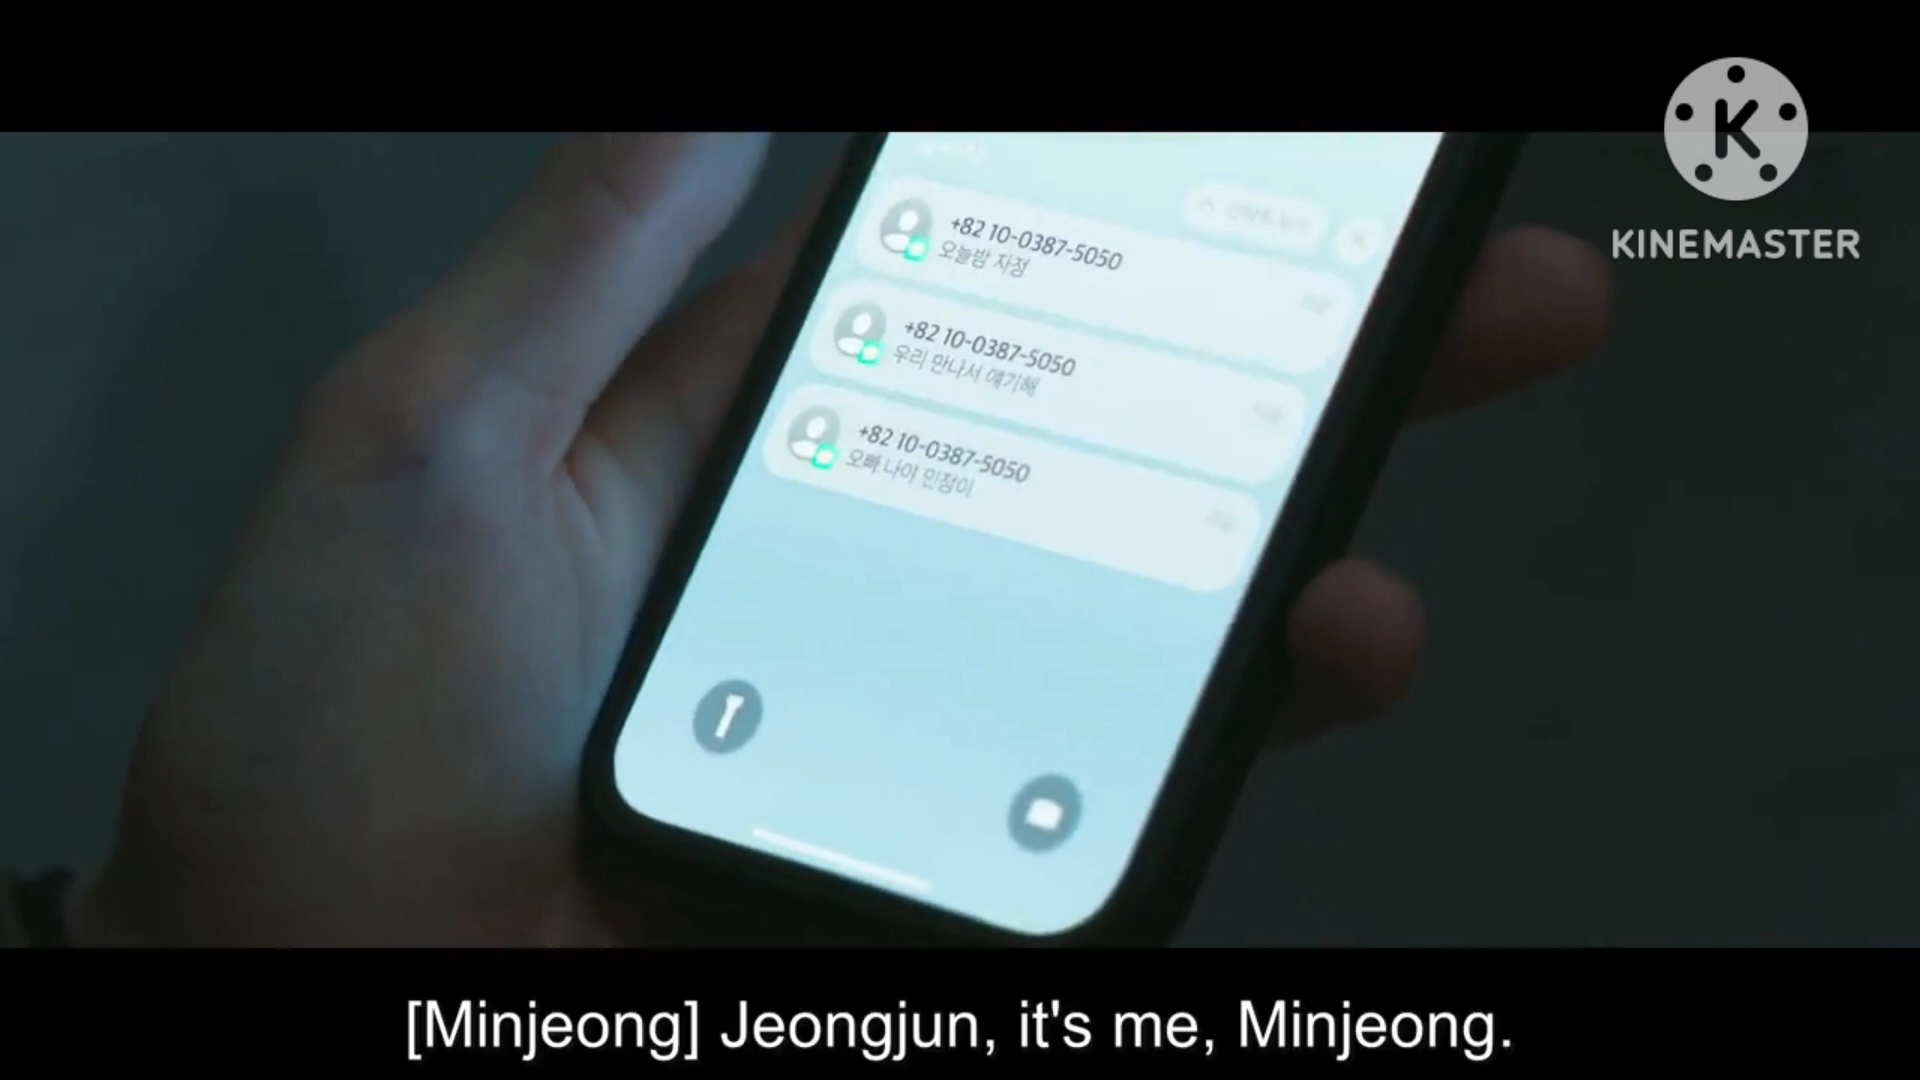 KINEMASTER
+82 10-0387-5050
오늘밤 자정
+82 10-0387-5050
우리 만나서 얘기해
+82 10-0387-5050
오빠.나야 민정이
[Minjeong] Jeongjun, it's me, Minjeong.